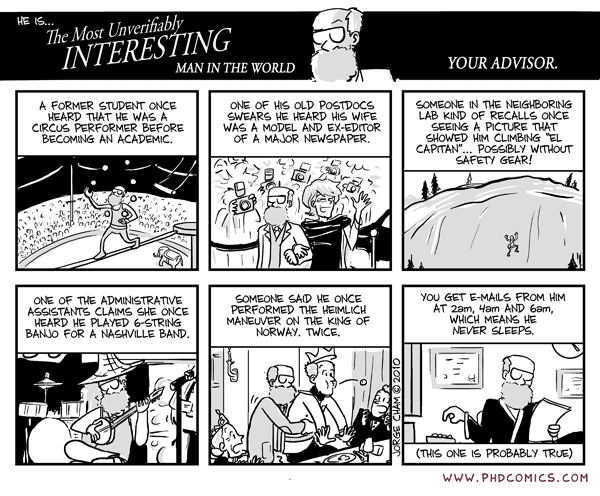 HE IS...
The Most Unverifiably
INTERESTING
MAN IN THE WORLD
YOUR ADVISOR.
A FORMER STUDENT ONCE
HEARD THAT HE WAS A
CIRCUS PERFORMER BEFORE
BECOMING AN ACADEMIC.
ONE OF HIS OLD POSTDOCS
SWEARS HE HEARD HIS WIFE
WAS A MODEL AND EX-EDITOR
OF A MAJOR NEWSPAPER.
SOMEONE IN THE NEIGHBORING
LAB KIND OF RECALLS ONCE
SEEING A PICTURE THAT
SHOWED HIM CLIMBING "EL
CAPITAN"... POSSIBLY WITHOUT
SAFETY GEAR!
ONE OF THE ADMINISTRATIVE
ASSISTANTS CLAIMS SHE ONCE
HEARD HE PLAYED 6-STRING
BANJO FOR A NASHVILLE BAND.
SOMEONE SAID HE ONCE
PERFORMED THE HEIMLICH
MANEUVER ON THE KING OF
NORWAY. TWICE.
JORGE CHAM © 2010
YOU GET E-MAILS FROM HIM
AT 2am, 4am AND 6am,
WHICH MEANS HE
NEVER SLEEPS.
(THIS ONE IS PROBABLY TRUE)
WWW.PHDCOMICS.COM